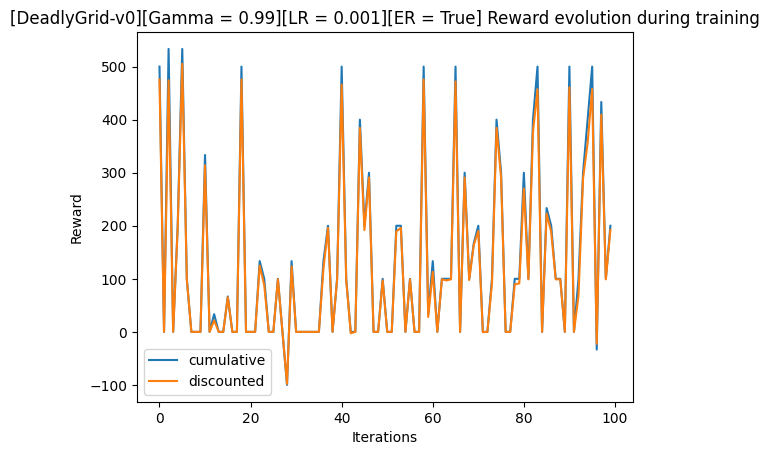 [DeadlyGrid-v0][Gamma = 0.99][LR = 0.001][ER = True] Reward evolution during training
Reward
500
400
300
200
100
0
−100
cumulative
discounted
0 20 40 60 80 100
Iterations